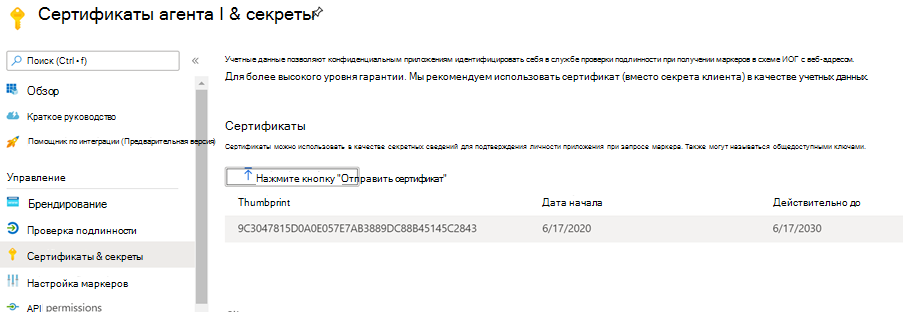 Сертификаты агента I & секреты
Поиск (Ctrl • f)
«
Обзор
Краткое руководство
Помощник по интеграции (Предварительная версия)
Управление
Брендирование
Проверка подлинности
Сертификаты & секреты
Настройка маркеров
API permissions
Учетные данные позволяют конфиденциальным приложениям идентифицировать себя в службе проверки подлинности при получении маркеров в схеме ИОГ с веб-адресом.
Для более высокого уровня гарантии. Мы рекомендуем использовать сертификат (вместо секрета клиента) в качестве учетных данных.
Сертификаты
Сертификаты можно использовать в качестве секретных сведений для подтверждения личности приложения при запросе маркера. Также могут называться общедоступными ключами.
Нажмите кнопку "Отправить сертификат"
Thumbprint Дата начала Действительно до
9C3047815D0A0E057E7AB3889DC88B45145C2843 6/17/2020 6/17/2030